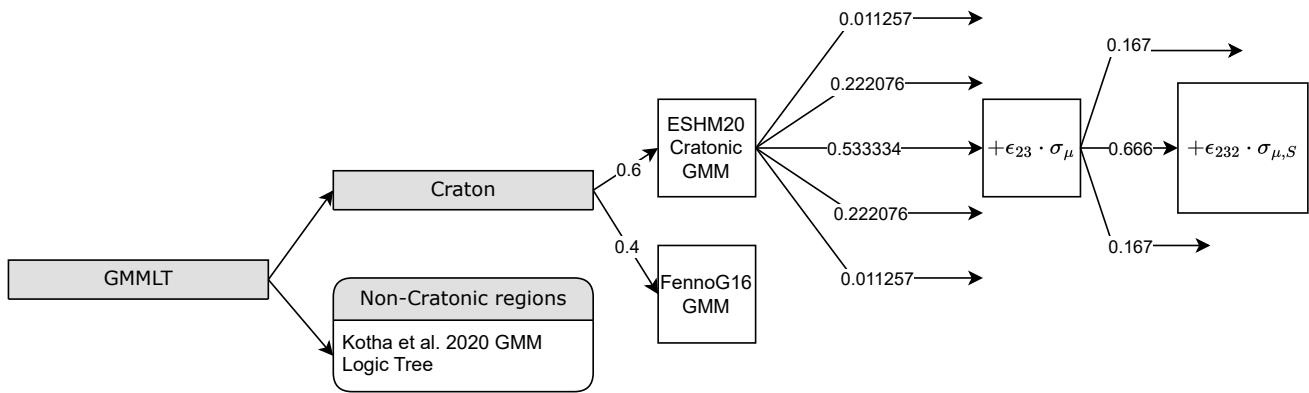 GMMLT
Craton
Non-Cratonic regions
Kotha et al. 2020 GMM
Logic Tree
0.6
0.4
ESHM20
Cratonic
GMM
FennoG16
GMM
0.011257
0.222076
0.533334
0.222076
0.011257
+ϵ₂₃ · σ_μ
0.167
0.666
0.167
+ϵ₂₃₂ · σ_{μ,S}